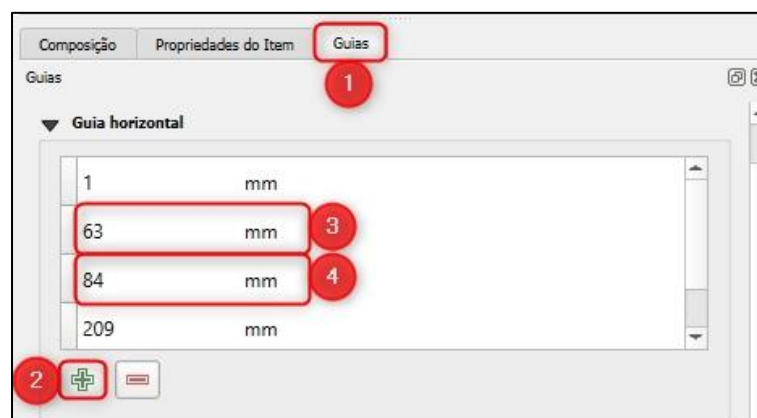 Composição Propriedades do Item Guias
1
Guias
Guia horizontal
1 mm
63 mm 3
84 mm 4
209 mm
2